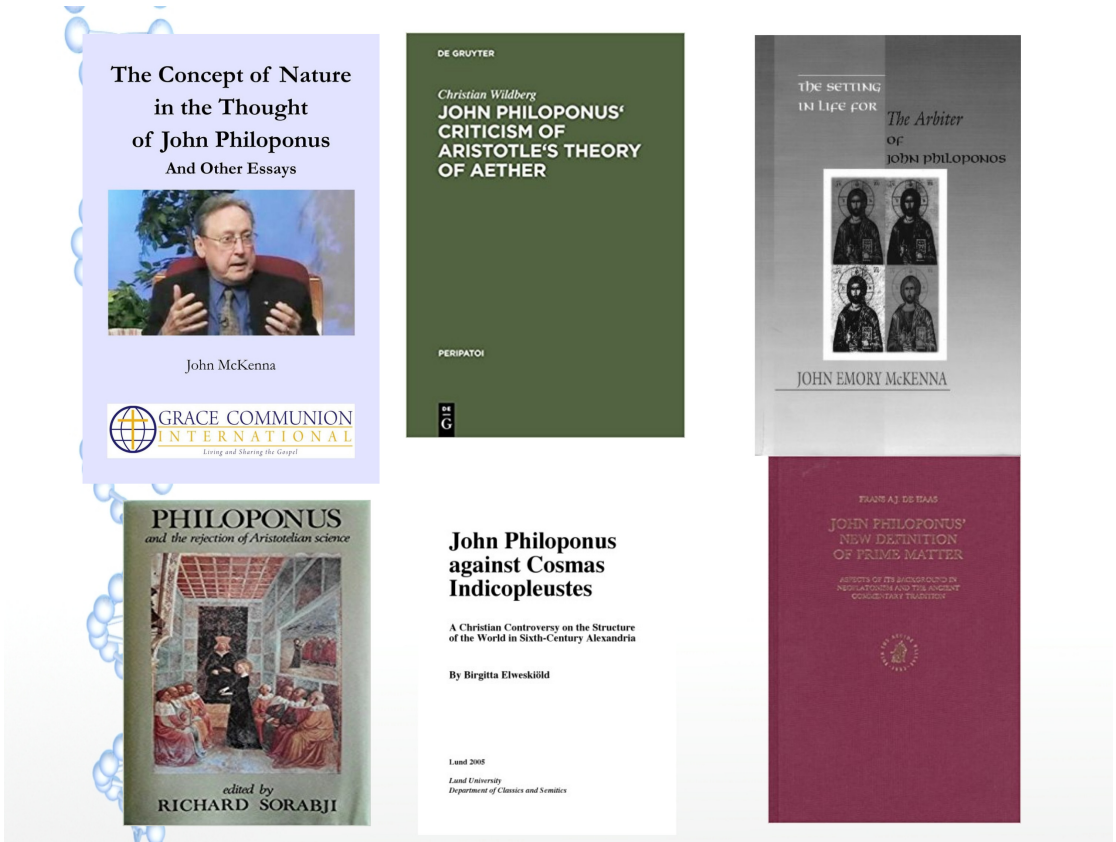 The Concept of Nature
in the Thought
of John Philoponus
And Other Essays
John McKenna
GRACE COMMUNION
INTERNATIONAL
Living and Sharing the Gospel
DE GRUYTER
Christian Wildberg
JOHN PHILOPONUS‘
CRITICISM OF
ARISTOTLE‘S THEORY
OF AETHER
PERIPATOI
DE
G
THE SETTING
IN LIFE FOR
The Arbiter
OF
JOHN PHILOPONOS
JOHN EMORY McKENNA
PHILOPONUS
and the rejection of Aristotelian science
edited by
RICHARD SORABJI
John Philoponus
against Cosmas
Indicopleustes
A Christian Controversy on the Structure
of the World in Sixth-Century Alexandria
By Birgitta Elweskiöld
Lund 2005
Lund University
Department of Classics and Semitics
FRANS A.J. DE HAAS
JOHN PHILOPONUS'
NEW DEFINITION
OF PRIME MATTER
ASPECTS OF ITS BACKGROUND IN
NEOPLATONISM AND THE ANCIENT
COMMENTARY TRADITION